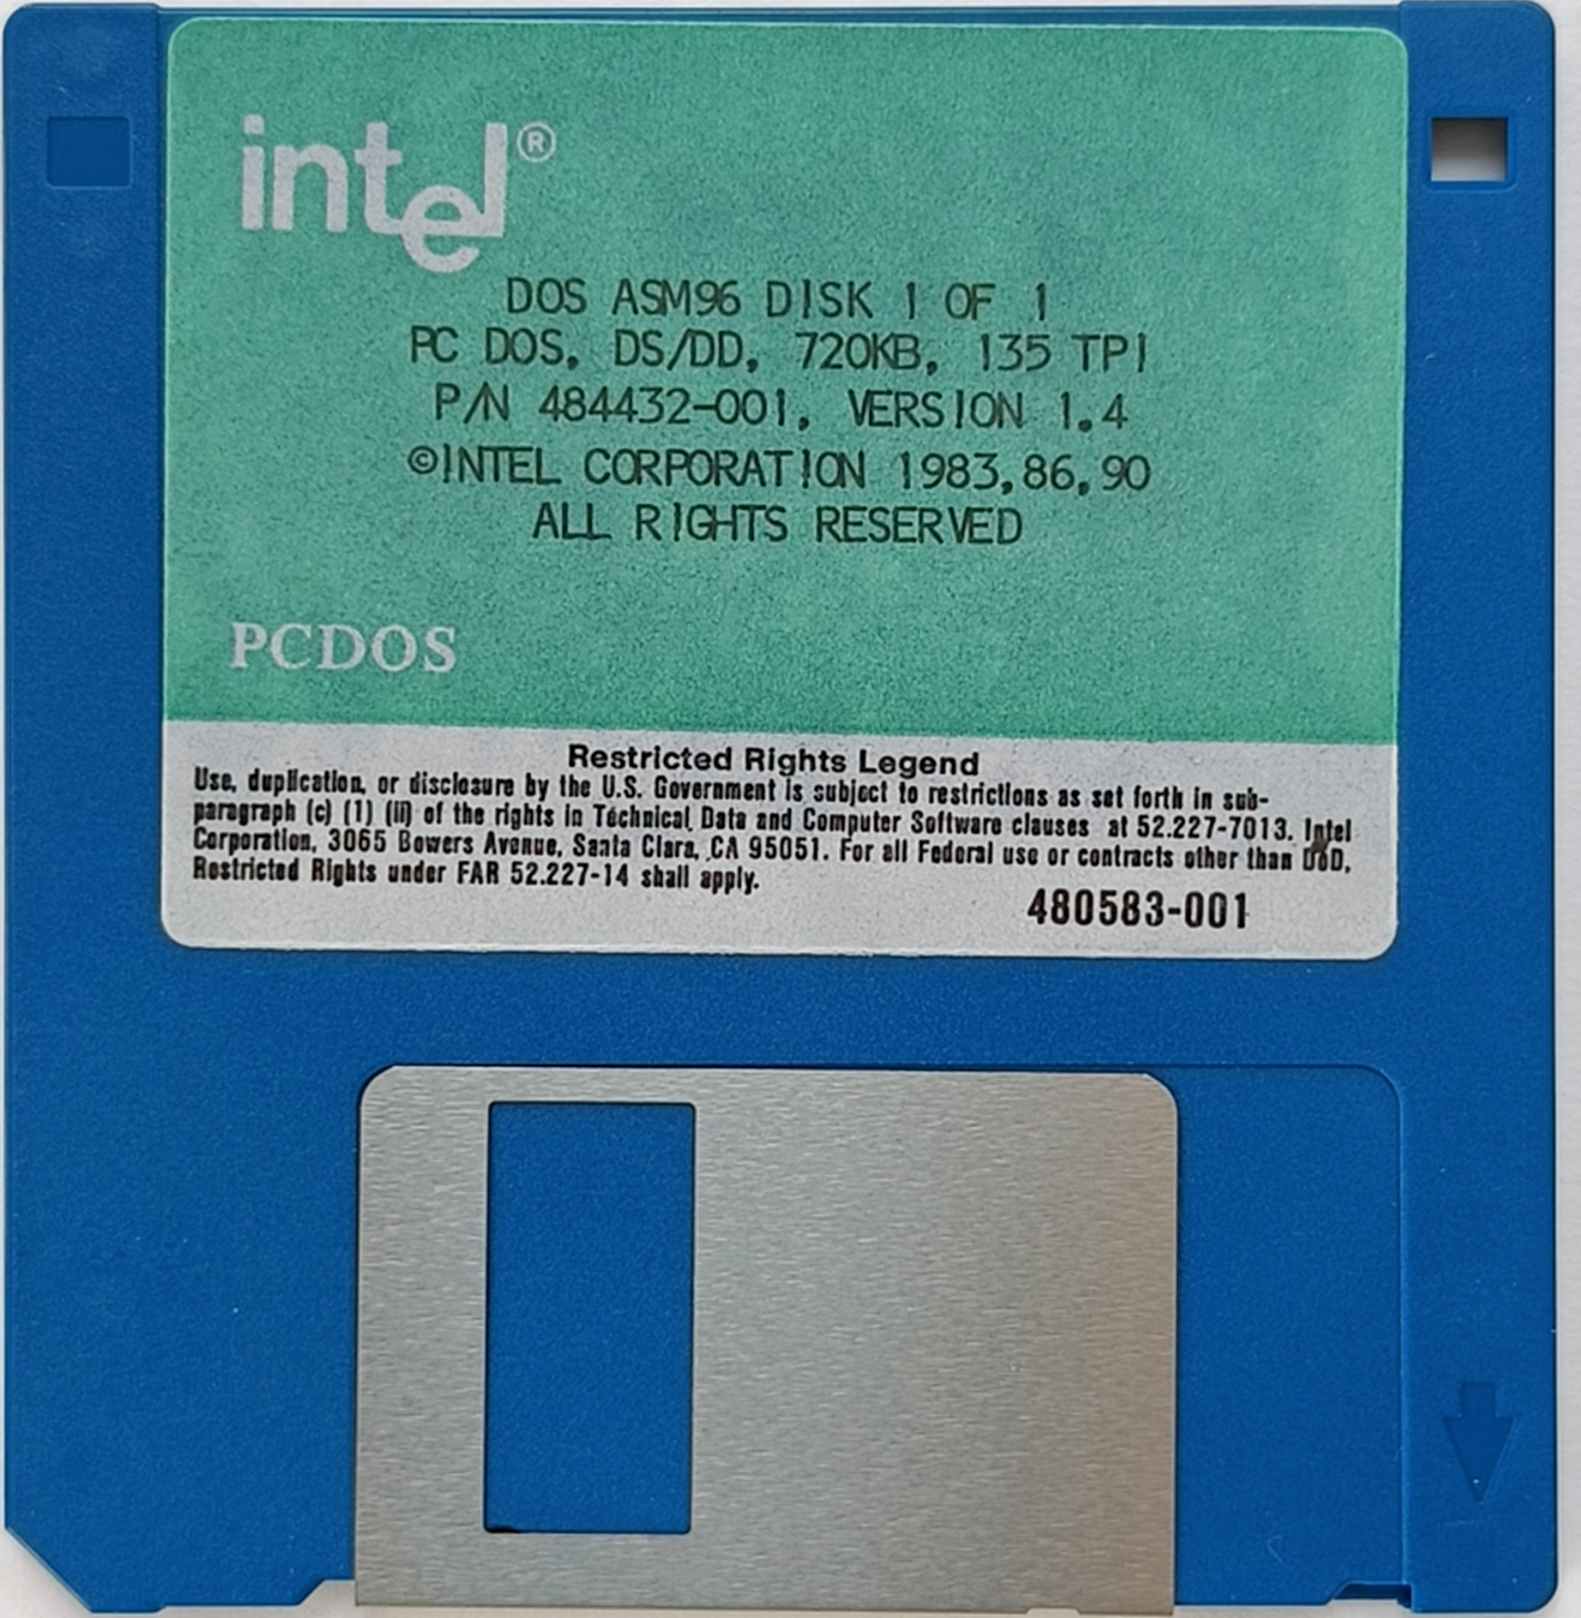 intel®
DOS ASM96 DISK 1 OF 1
PC DOS, DS/DD, 720KB, 135 TPI
P/N 484432-001, VERSION 1.4
©INTEL CORPORATION 1983,86,90
ALL RIGHTS RESERVED
PCDOS
Restricted Rights Legend
Use, duplication, or disclosure by the U.S. Government is subject to restrictions as set forth in sub-
paragraph (c) (1) (ii) of the rights in Technical Data and Computer Software clauses at 52.227-7013. Intel
Corporation, 3065 Bowers Avenue, Santa Clara, CA 95051. For all Federal use or contracts other than DoD,
Restricted Rights under FAR 52.227-14 shall apply.
480583-001